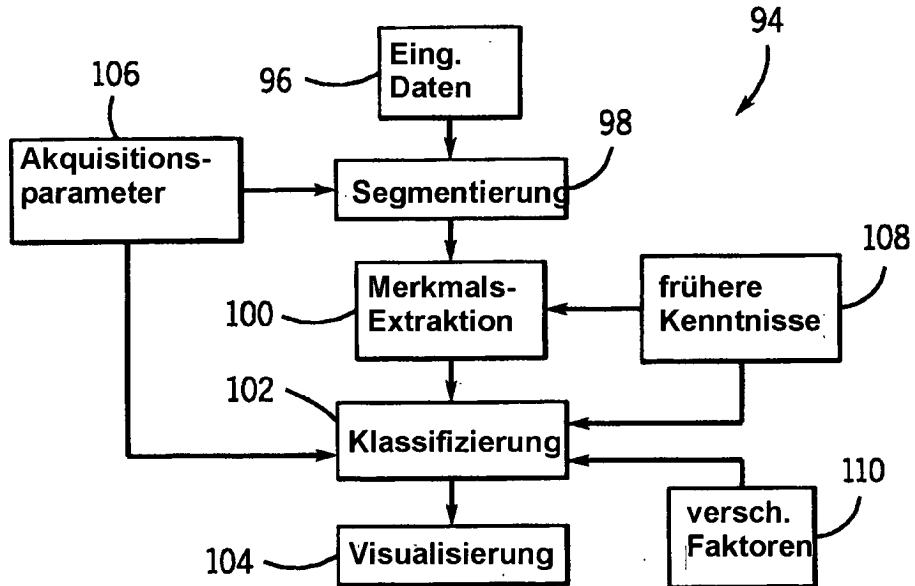 94
Eing.
Daten
96
106
98
Akquisitions-
parameter
Segmentierung
108
Merkmals-
Extraktion
100
frühere
Kenntnisse
102
Klassifizierung
110
versch.
Faktoren
104
Visualisierung